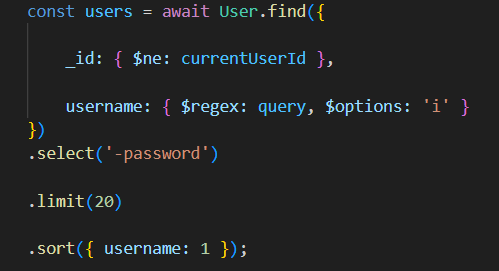 const users = await User.find({
_id: { $ne: currentUserId },
username: { $regex: query, $options: 'i' }
})
.select('-password')
.limit(20)
.sort({ username: 1 });